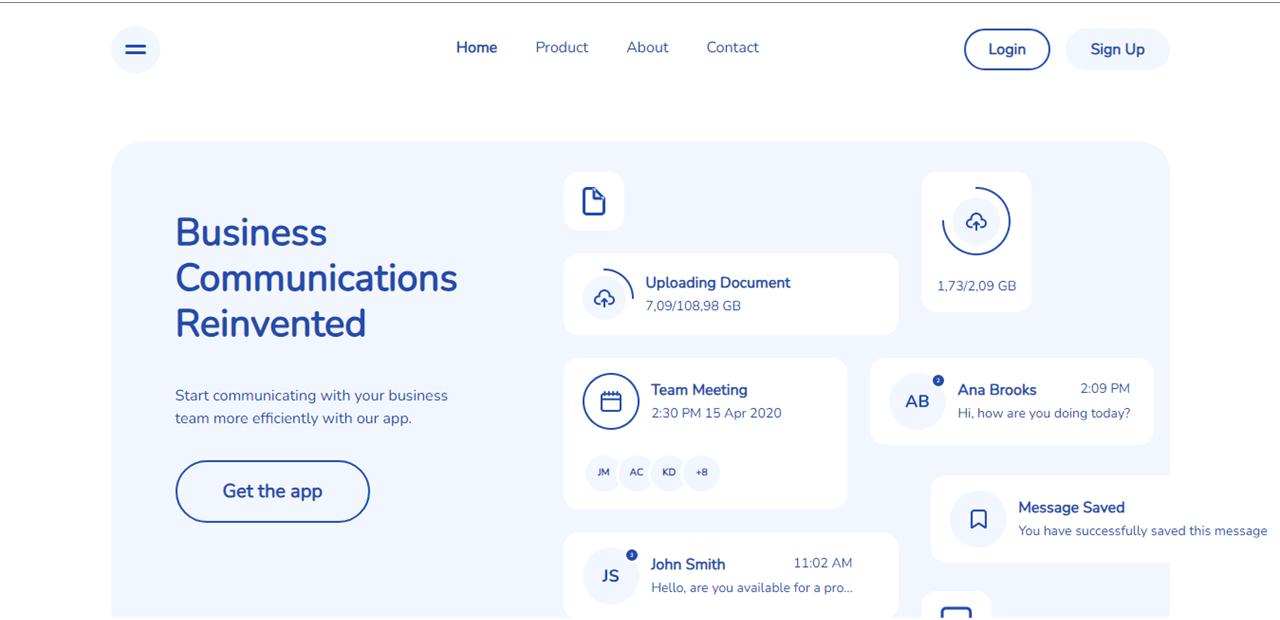 Home Product About Contact
Login Sign Up
Business
Communications
Reinvented
Start communicating with your business
team more efficiently with our app.
Get the app
1,73/2,09 GB
Uploading Document
7,09/108,98 GB
Team Meeting
2:30 PM 15 Apr 2020
JM AC KD +8
AB
Ana Brooks 2:09 PM
Hi, how are you doing today?
Message Saved
You have successfully saved this message
JS
John Smith 11:02 AM
Hello, are you available for a pro...